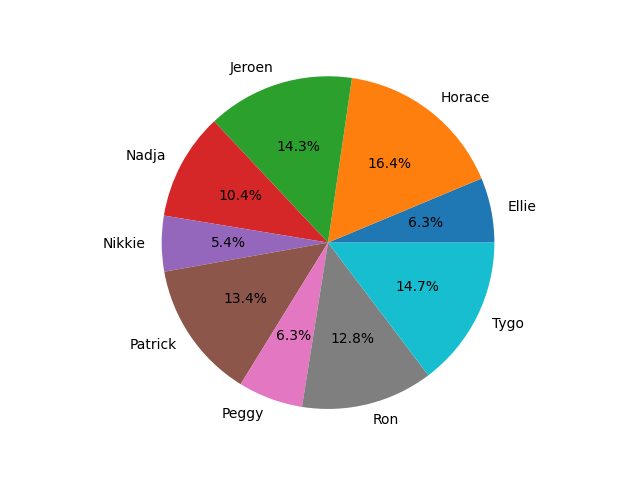 Jeroen
Horace
14.3%
16.4%
Nadja
10.4%
Ellie
6.3%
Nikkie
5.4%
14.7%
13.4%
Tygo
6.3%
12.8%
Patrick
Peggy
Ron